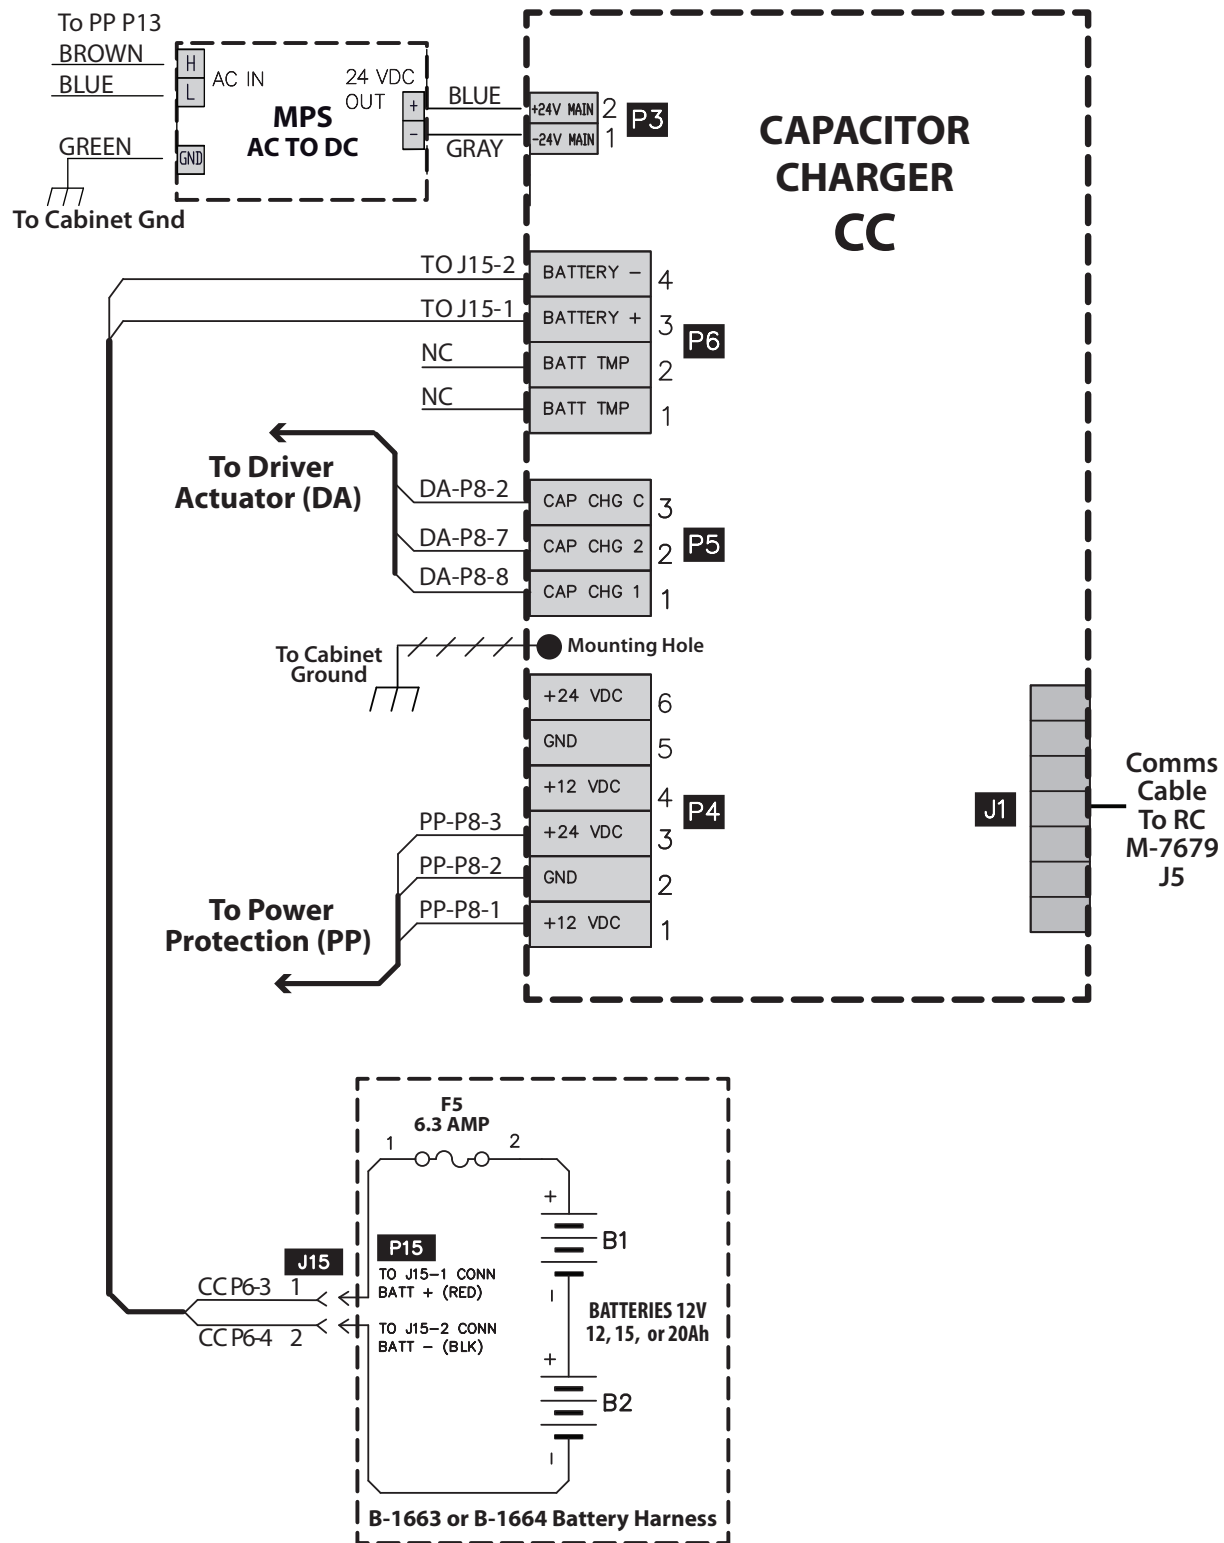 To PP P13
BROWN
BLUE
GREEN
To Cabinet Gnd
H
L
GND
AC IN
24 VDC
OUT
MPS
AC TO DC
+
-
BLUE
GRAY
+24V MAIN 2
-24V MAIN 1
P3
CAPACITOR
CHARGER
CC
TO J15-2 BATTERY - 4
TO J15-1 BATTERY + 3
NC BATT TMP 2
NC BATT TMP 1
P6
To Driver
Actuator (DA)
DA-P8-2 CAP CHG C 3
DA-P8-7 CAP CHG 2 2
DA-P8-8 CAP CHG 1 1
P5
To Cabinet
Ground
Mounting Hole
+24 VDC 6
GND 5
+12 VDC 4
PP-P8-3 +24 VDC 3
PP-P8-2 GND 2
PP-P8-1 +12 VDC 1
P4
To Power
Protection (PP)
J1
Comms
Cable
To RC
M-7679
J5
F5
6.3 AMP
1 2
+
B1
-
BATTERIES 12V
12, 15, or 20Ah
+
B2
-
J15
P15
CC P6-3 1
TO J15-1 CONN
BATT + (RED)
CC P6-4 2
TO J15-2 CONN
BATT - (BLK)
B-1663 or B-1664 Battery Harness